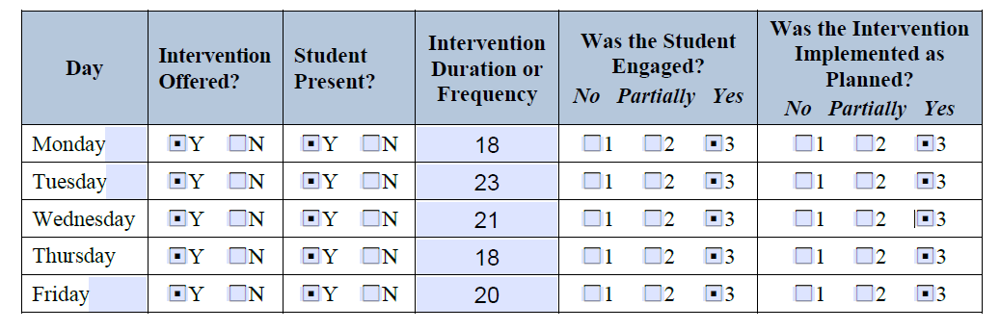 Day
Intervention Offered?
Student Present?
Intervention Duration or Frequency
Was the Student Engaged?
No Partially Yes
Was the Intervention Implemented as Planned?
No Partially Yes
Monday Y N Y N 18 1 2 3 1 2 3
Tuesday Y N Y N 23 1 2 3 1 2 3
Wednesday Y N Y N 21 1 2 3 1 2 3
Thursday Y N Y N 18 1 2 3 1 2 3
Friday Y N Y N 20 1 2 3 1 2 3